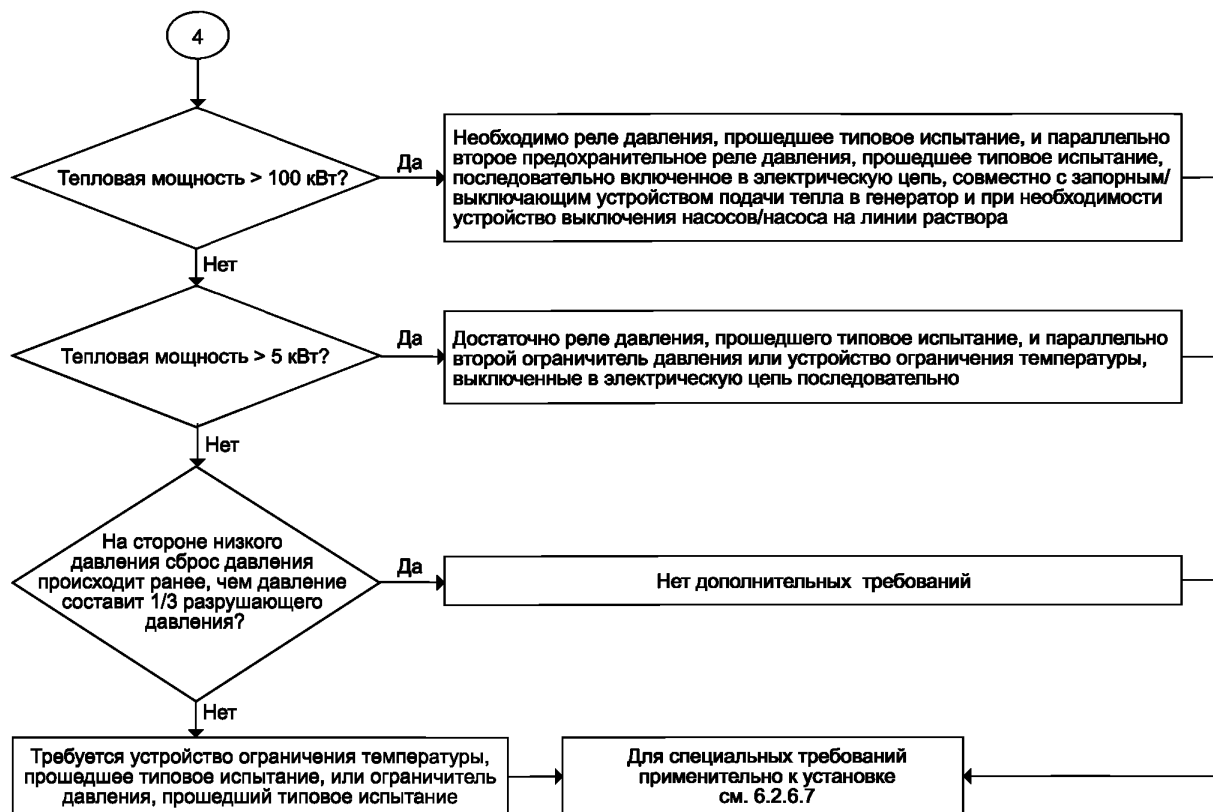 4
Тепловая мощность > 100 кВт?
Да
Необходимо реле давления, прошедшее типовое испытание, и параллельно
второе предохранительное реле давления, прошедшее типовое испытание,
последовательно включенное в электрическую цепь, совместно с запорным/
выключающим устройством подачи тепла в генератор и при необходимости
устройство выключения насосов/насоса на линии раствора
Нет
Тепловая мощность > 5 кВт?
Да
Достаточно реле давления, прошедшего типовое испытание, и параллельно
второй ограничитель давления или устройство ограничения температуры,
выключенные в электрическую цепь последовательно
Нет
На стороне низкого
давления сброс давления
происходит ранее, чем давление
составит 1/3 разрушающего
давления?
Да
Нет дополнительных требований
Нет
Требуется устройство ограничения температуры,
прошедшее типовое испытание, или ограничитель
давления, прошедший типовое испытание
Для специальных требований
применительно к установке
см. 6.2.6.7